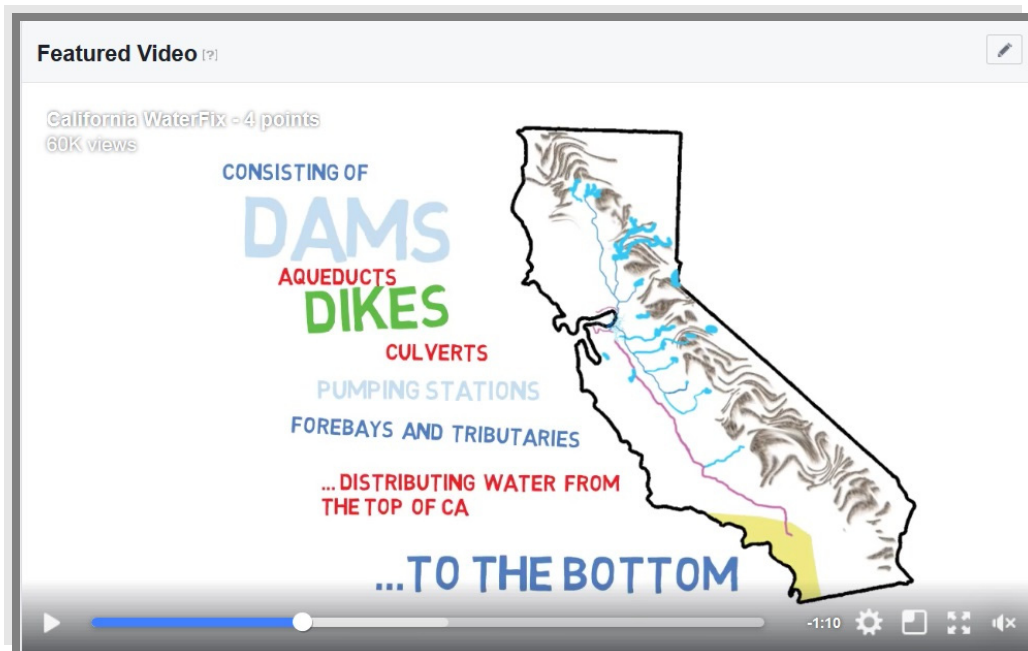 Featured Video [?]
California WaterFix - 4 points
60K views
CONSISTING OF
DAMS
AQUEDUCTS
DIKES
CULVERTS
PUMPING STATIONS
FOREBAYS AND TRIBUTARIES
... DISTRIBUTING WATER FROM
THE TOP OF CA
...TO THE BOTTOM
-1:10